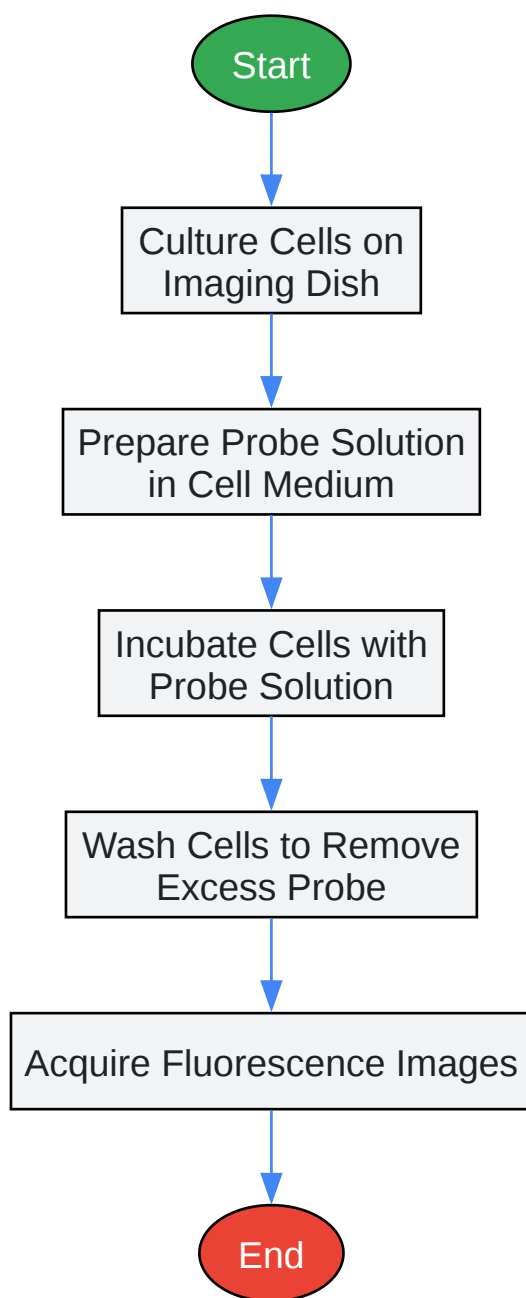 Start
Culture Cells on
Imaging Dish
Prepare Probe Solution
in Cell Medium
Incubate Cells with
Probe Solution
Wash Cells to Remove
Excess Probe
Acquire Fluorescence Images
End